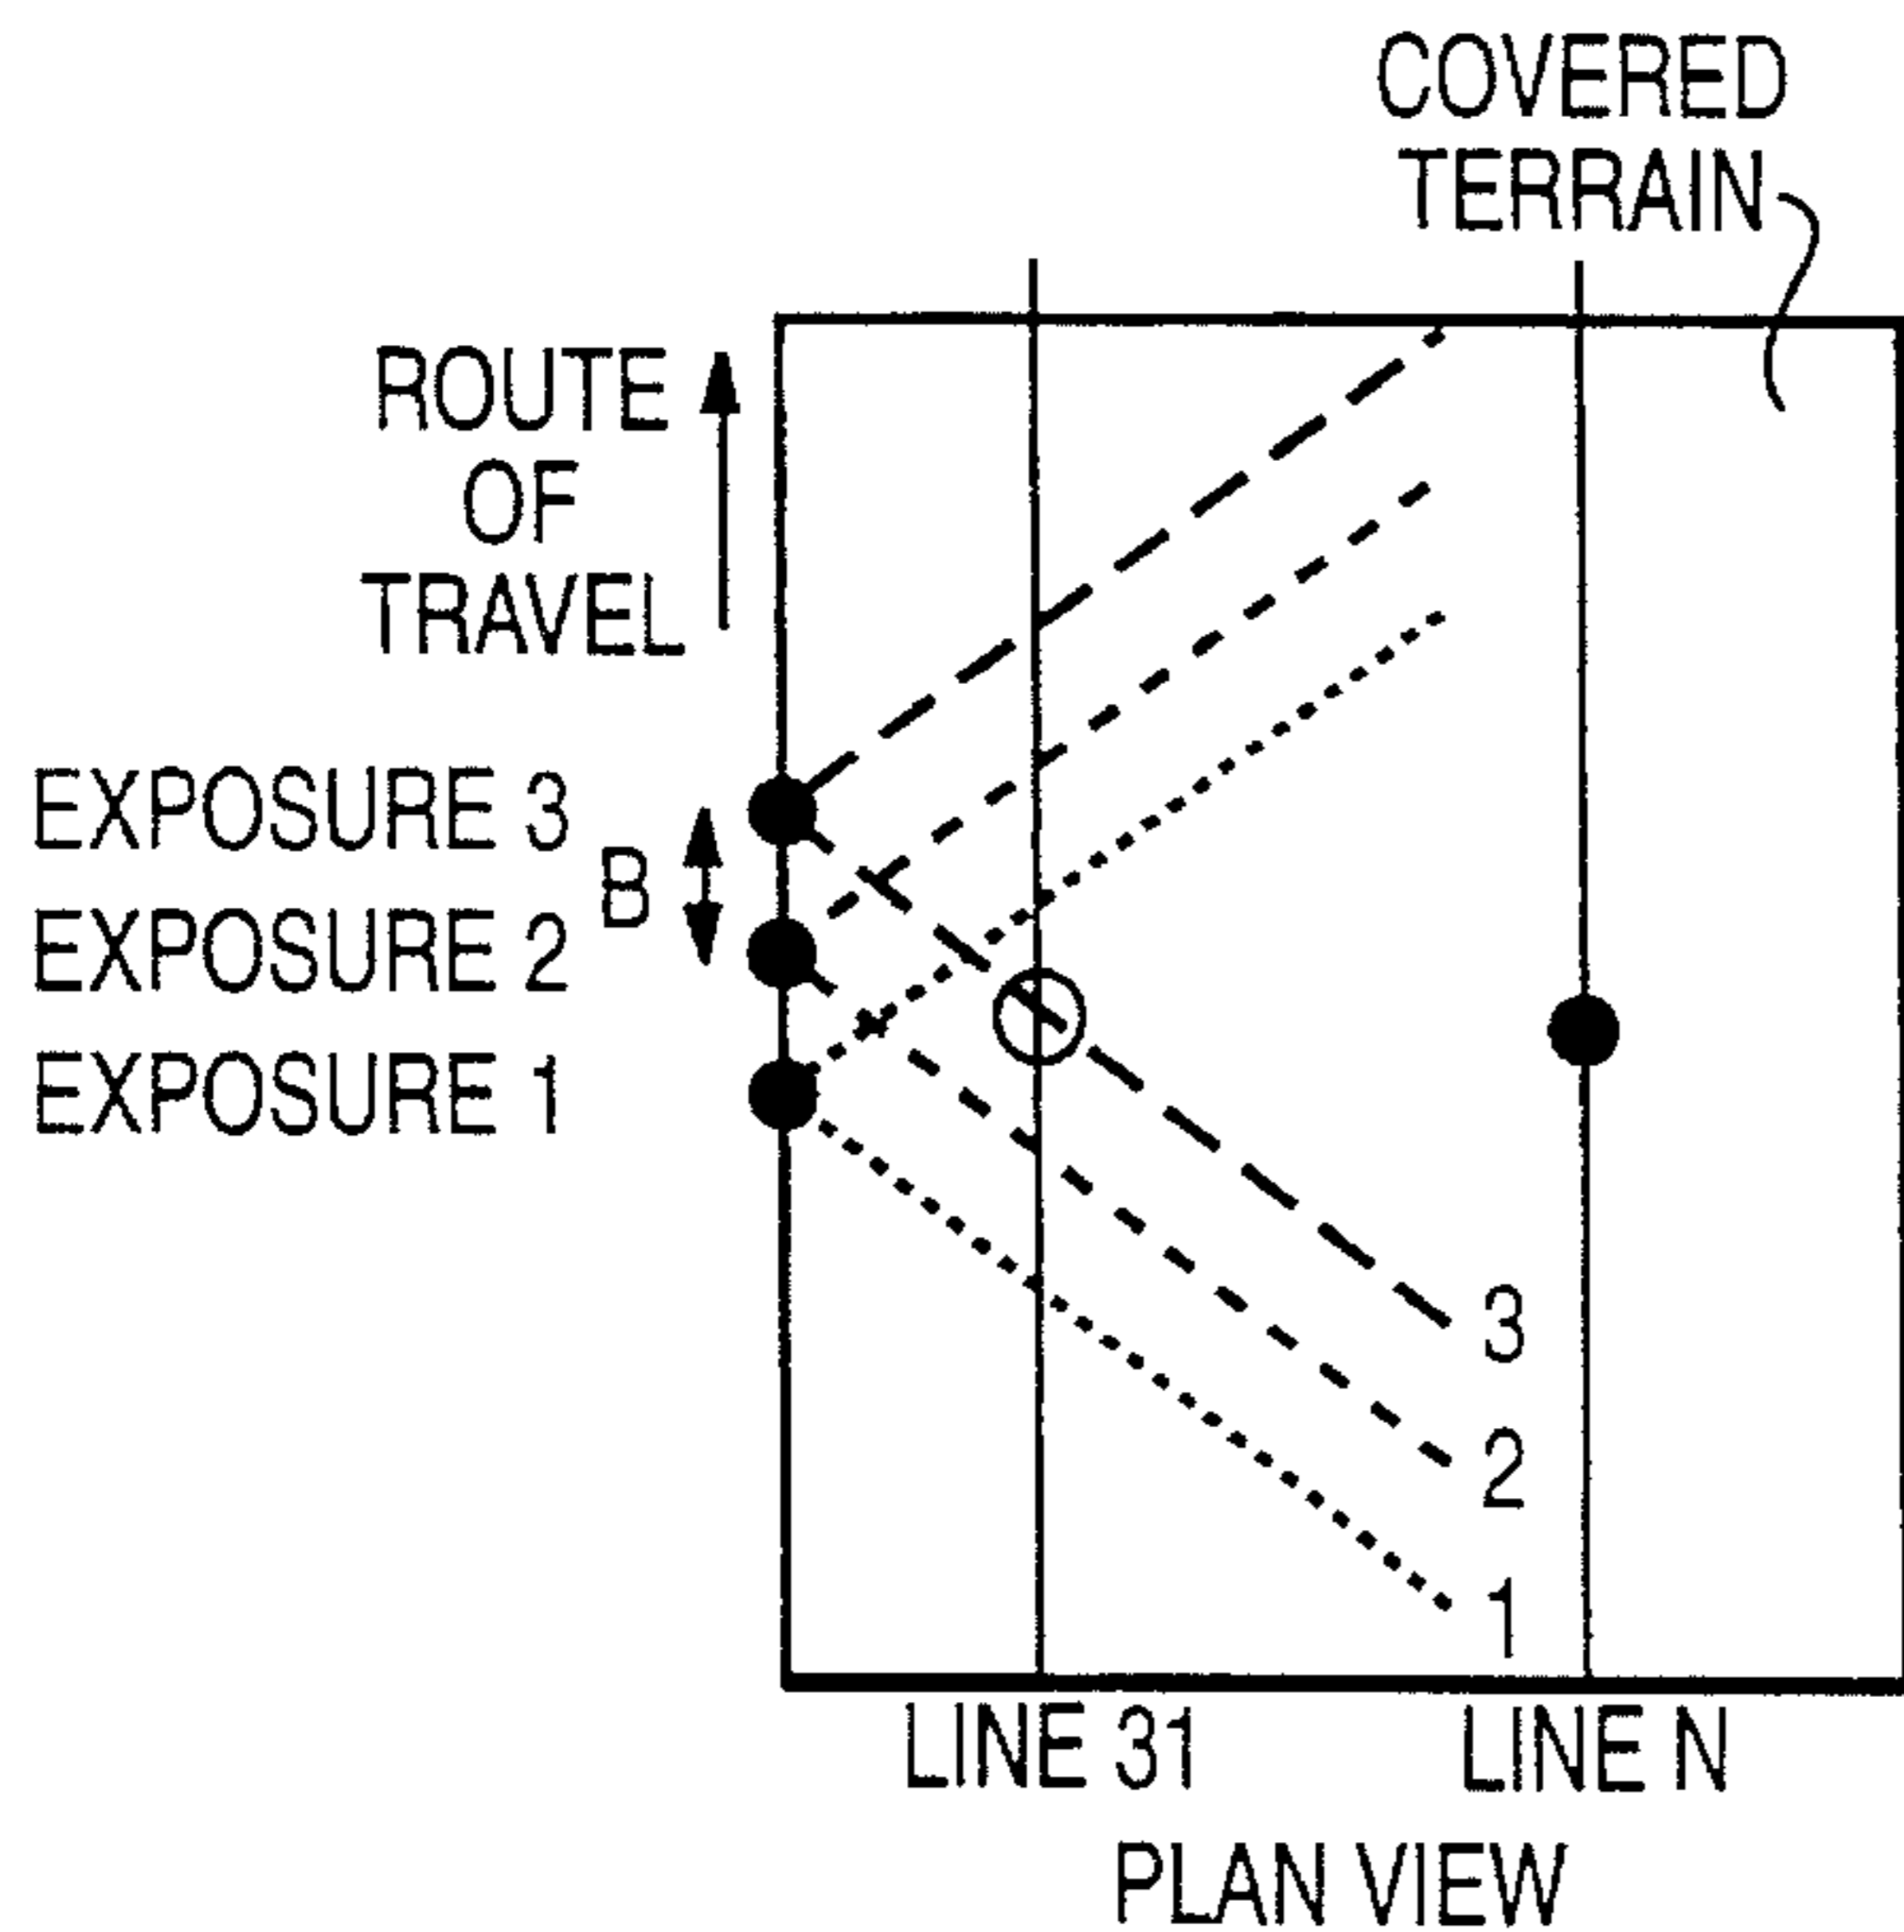 COVERED
TERRAIN
ROUTE
OF
TRAVEL
EXPOSURE 3
B
EXPOSURE 2
EXPOSURE 1
3
2
1
LINE 31
LINE N
PLAN VIEW